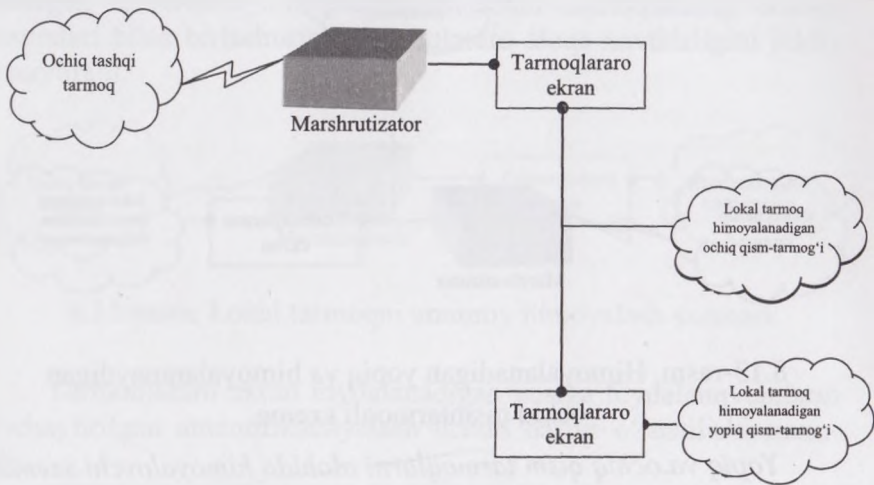 Ochiq tashqi
tarmoq
Marshrutizator
Tarmoqlararo
ekran
Lokal tarmoq
himoyalanadigan
ochiq qism-tarmog‘i
Tarmoqlararo
ekran
Lokal tarmoq
himoyalanadigan
yopiq qism-tarmog‘i